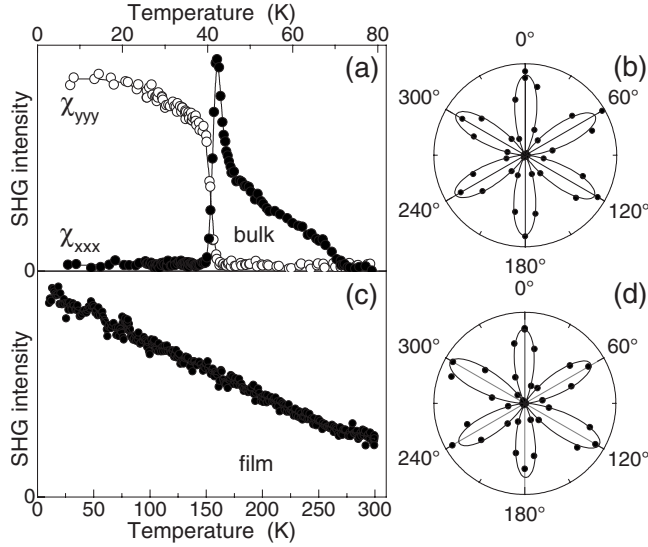 Temperature (K)
0 20 40 60 80
(a)
χyyy
χxxx
SHG intensity
bulk
0
(b)
0°
60°
120°
180°
240°
300°
(c)
SHG intensity
film
0
0 50 100 150 200 250 300
Temperature (K)
(d)
0°
60°
120°
180°
240°
300°